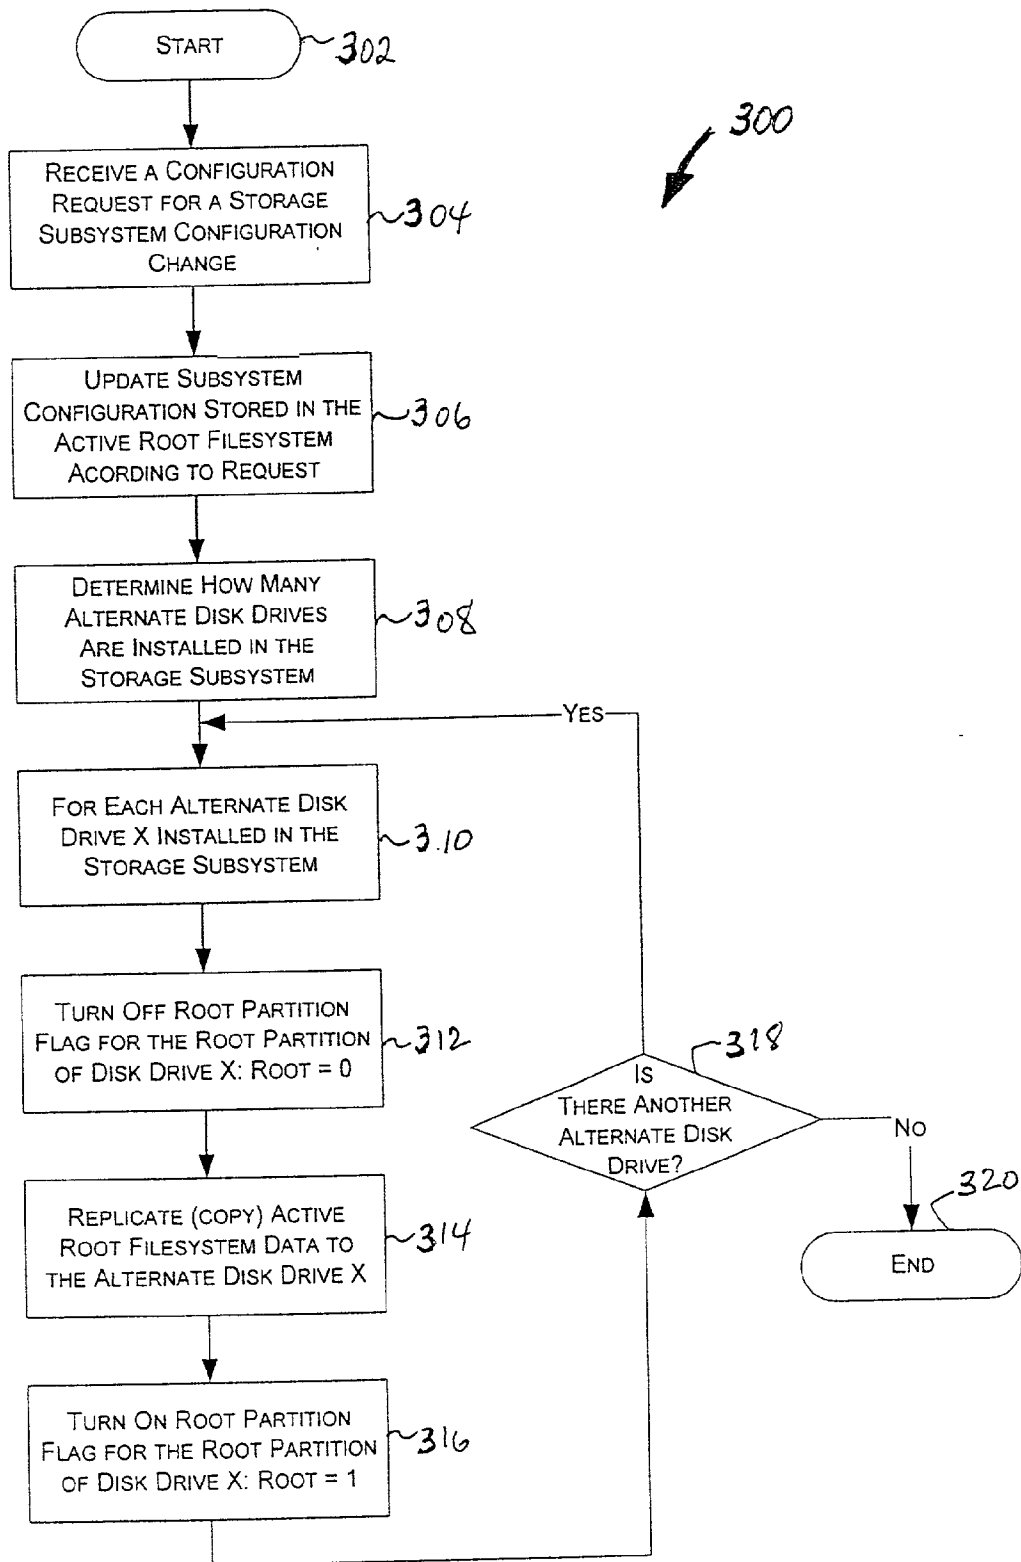 START
302
300
RECEIVE A CONFIGURATION
REQUEST FOR A STORAGE
SUBSYSTEM CONFIGURATION
CHANGE
304
UPDATE SUBSYSTEM
CONFIGURATION STORED IN THE
ACTIVE ROOT FILESYSTEM
ACORDING TO REQUEST
306
DETERMINE HOW MANY
ALTERNATE DISK DRIVES
ARE INSTALLED IN THE
STORAGE SUBSYSTEM
308
YES
FOR EACH ALTERNATE DISK
DRIVE X INSTALLED IN THE
STORAGE SUBSYSTEM
310
TURN OFF ROOT PARTITION
FLAG FOR THE ROOT PARTITION
OF DISK DRIVE X: ROOT = 0
312
REPLICATE (COPY) ACTIVE
ROOT FILESYSTEM DATA TO
THE ALTERNATE DISK DRIVE X
314
TURN ON ROOT PARTITION
FLAG FOR THE ROOT PARTITION
OF DISK DRIVE X: ROOT = 1
316
318
IS
THERE ANOTHER
ALTERNATE DISK
DRIVE?
NO
320
END